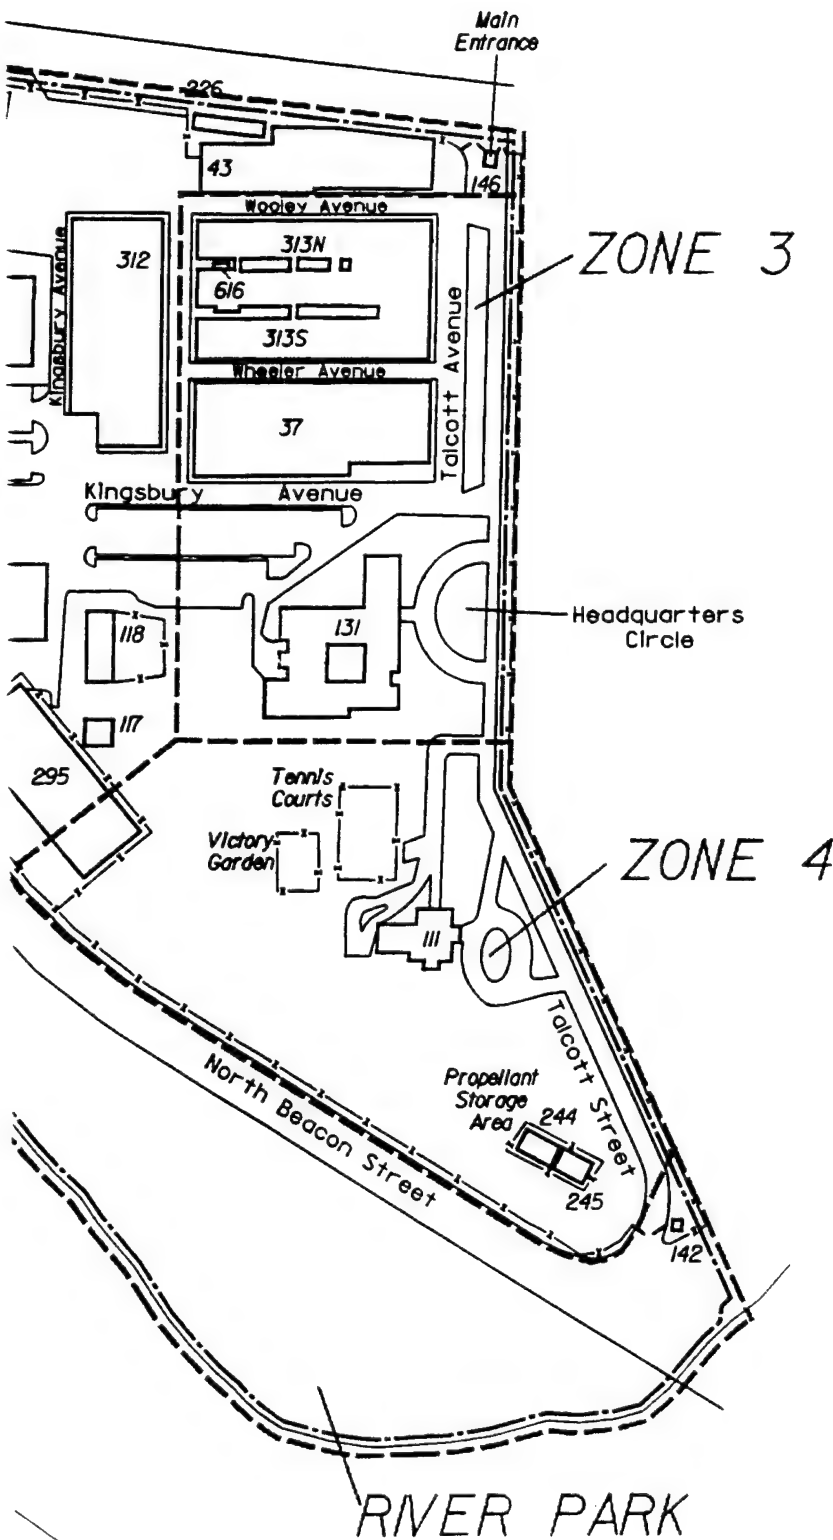 Main
Entrance
226
43
146
Wooley Avenue
ZONE 3
312
313N
616
Kingsbury Avenue
Talcott Avenue
313S
Wheeler Avenue
37
Kingsbury Avenue
118
131
Headquarters
Circle
117
295
Tennis
Courts
Victory
Garden
ZONE 4
111
Talcott Street
North Beacon Street
Propellant
Storage
Area
244
245
142
RIVER PARK